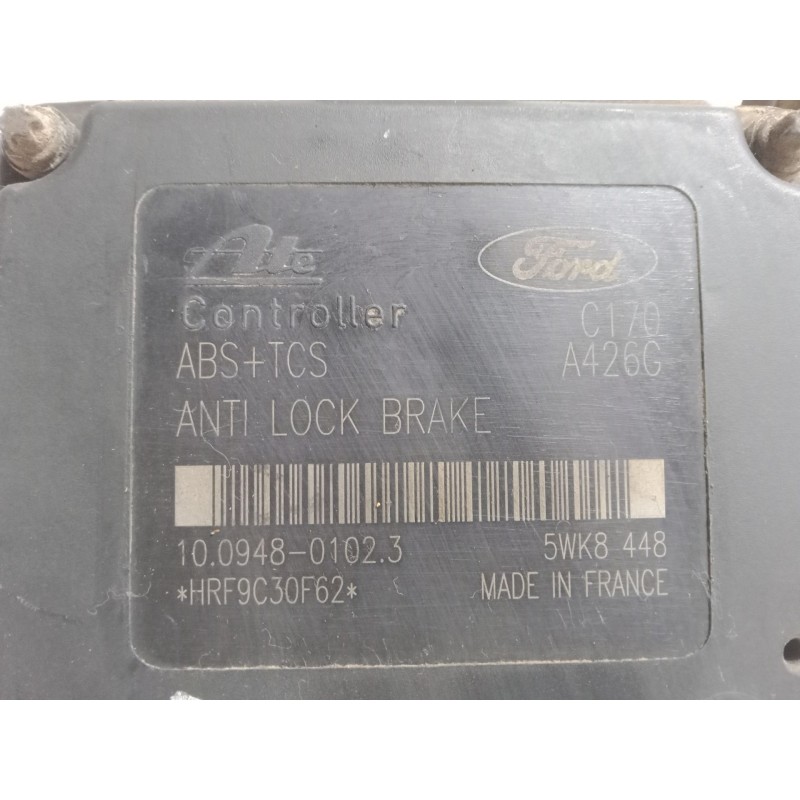 Ate
Ford
Controller
C170
ABS+TCS
A426G
ANTI LOCK BRAKE
10.0948-0102.3
5WK8 448
*HRF9C30F62*
MADE IN FRANCE